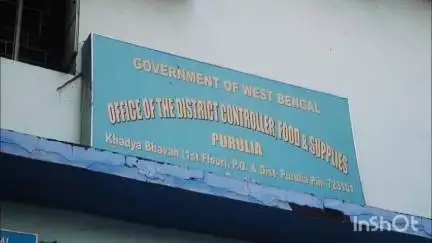 GOVERNMENT OF WEST BENGAL
OFFICE OF THE DISTRICT CONTROLLER, FOOD & SUPPLIES
PURULIA
Khadya Bhavan (1st Floor), P.O. & Dist- Purulia Pin- 723101
InShOt